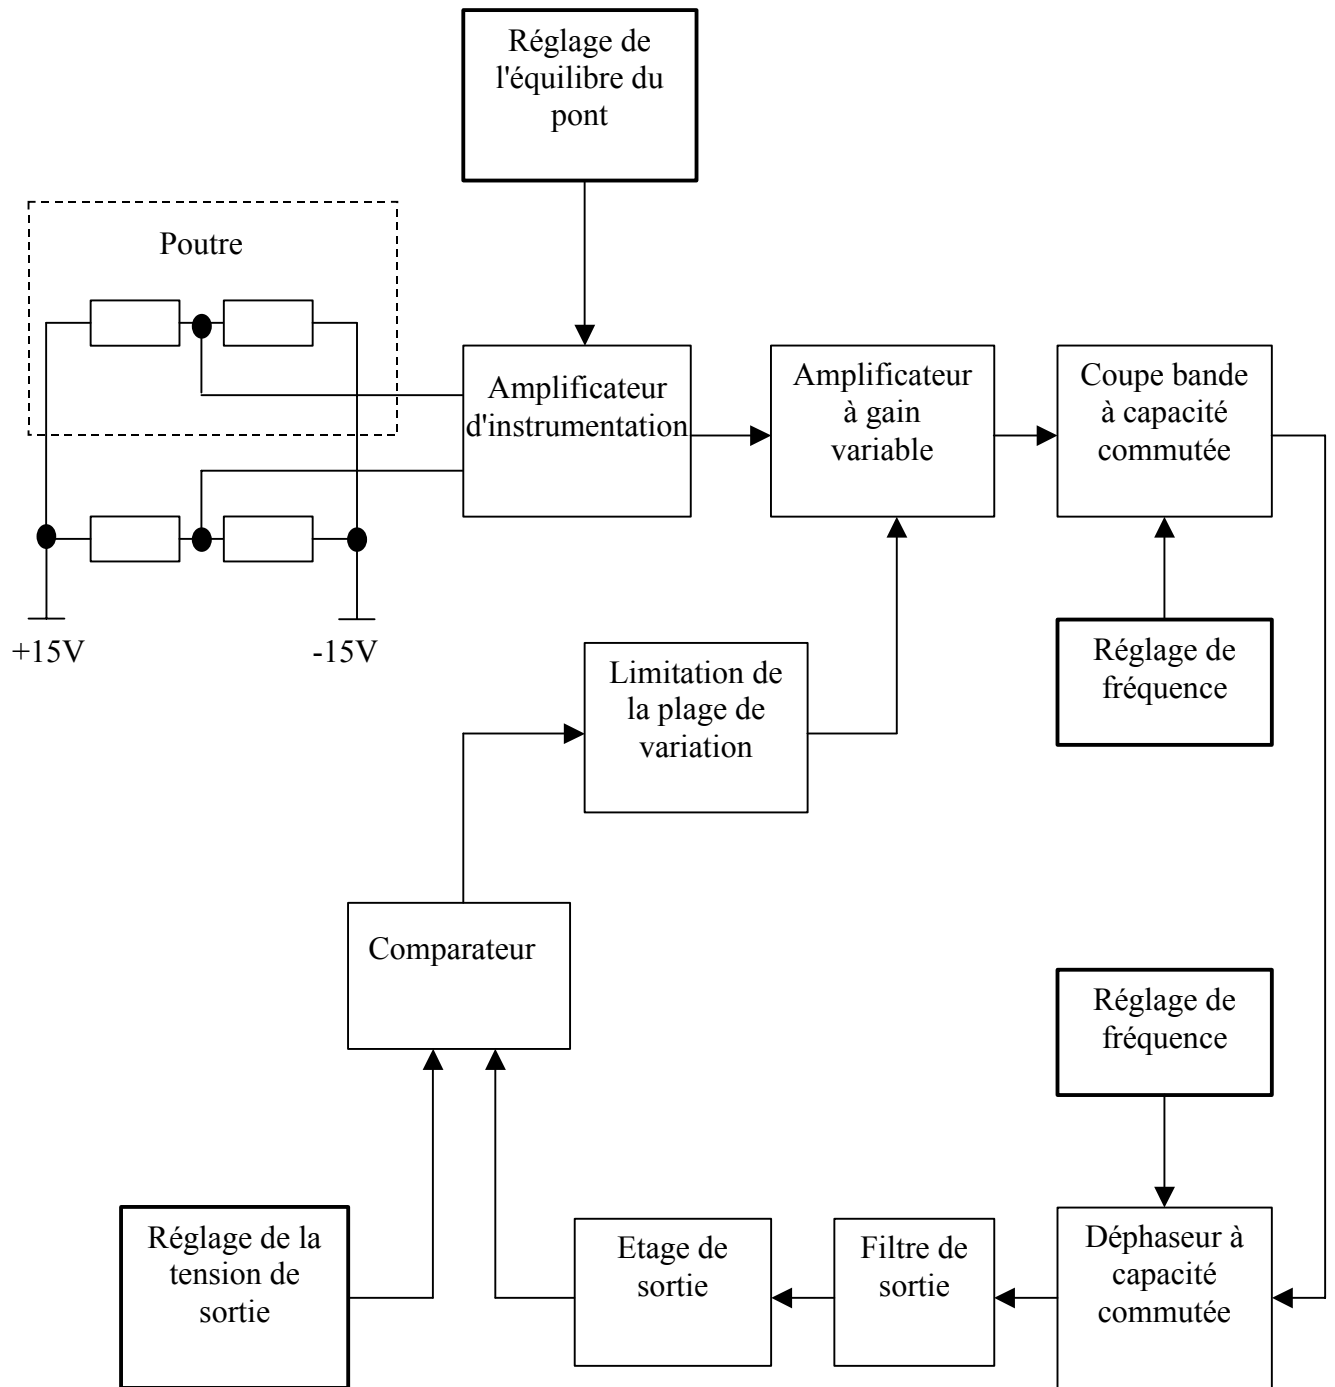 Réglage de
l'équilibre du
pont
Poutre
Amplificateur
d'instrumentation
Amplificateur
à gain
variable
Coupe bande
à capacité
commutée
+15V
-15V
Limitation de
la plage de
variation
Réglage de
fréquence
Comparateur
Réglage de
fréquence
Réglage de la
tension de
sortie
Etage de
sortie
Filtre de
sortie
Déphaseur à
capacité
commutée